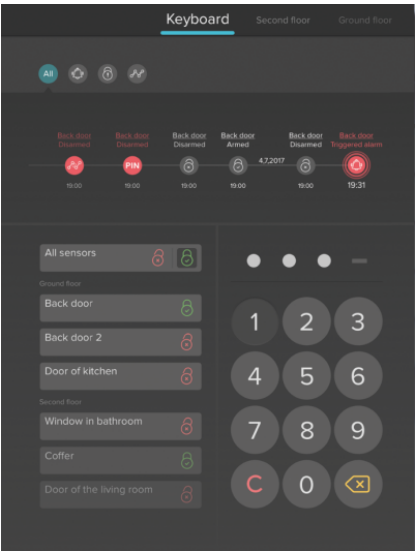 Keyboard Second floor Ground floor
All
Back door Back door Back door Back door Back door Back door
Disarmed Disarmed Disarmed Armed Disarmed Triggered alarm
PIN 4,7,2017
19:00 19:00 19:00 19:00 19:00 19:31
All sensors
Ground floor
Back door
Back door 2
Door of kitchen
Second floor
Window in bathroom
Coffer
Door of the living room
1 2 3
4 5 6
7 8 9
C 0